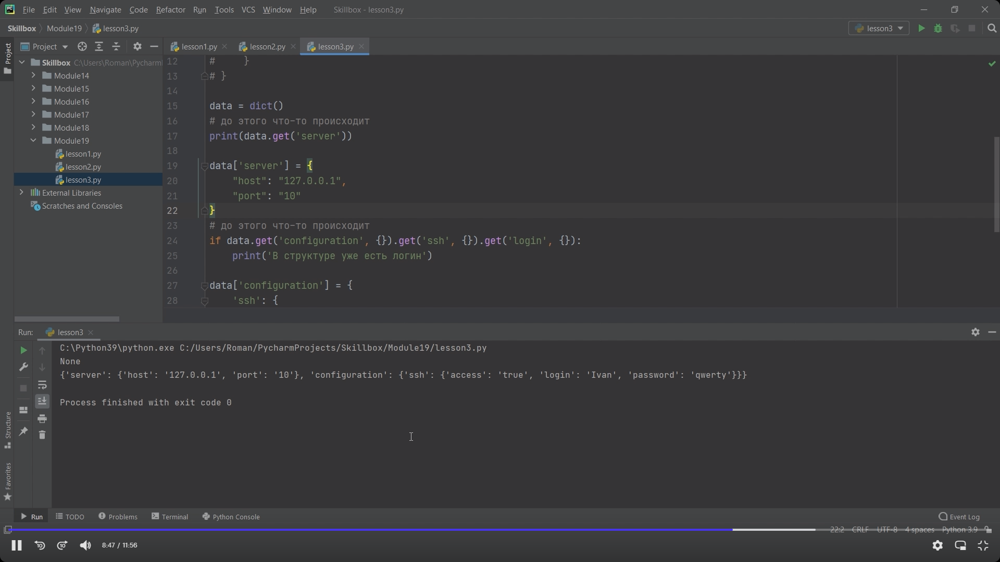 File Edit View Navigate Code Refactor Run Tools VCS Window Help Skillbox - lesson3.py
Skillbox Module19 lesson3.py
lesson3
Project
Project
lesson1.py
lesson2.py
lesson3.py
Skillbox C:\Users\Roman\Pycharm
Module14
Module15
Module16
Module17
Module18
Module19
lesson1.py
lesson2.py
lesson3.py
External Libraries
Scratches and Consoles
12 # }
13 # }
14
15 data = dict()
16 # до этого что-то происходит
17 print(data.get('server'))
18
19 data['server'] = {
20 "host": "127.0.0.1",
21 "port": "10"
22 }
23 # до этого что-то происходит
24 if data.get('configuration', {}).get('ssh', {}).get('login', {}):
25 print('В структуре уже есть логин')
26
27 data['configuration'] = {
28 'ssh': {
Run: lesson3
C:\Python39\python.exe C:/Users/Roman/PycharmProjects/Skillbox/Module19/lesson3.py
None
{'server': {'host': '127.0.0.1', 'port': '10'}, 'configuration': {'ssh': {'access': 'true', 'login': 'Ivan', 'password': 'qwerty'}}}
Process finished with exit code 0
Structure
Favorites
Run TODO Problems Terminal Python Console Event Log
22:2 CRLF UTF-8 4 spaces Python 3.9
10 10 8:47 / 11:56